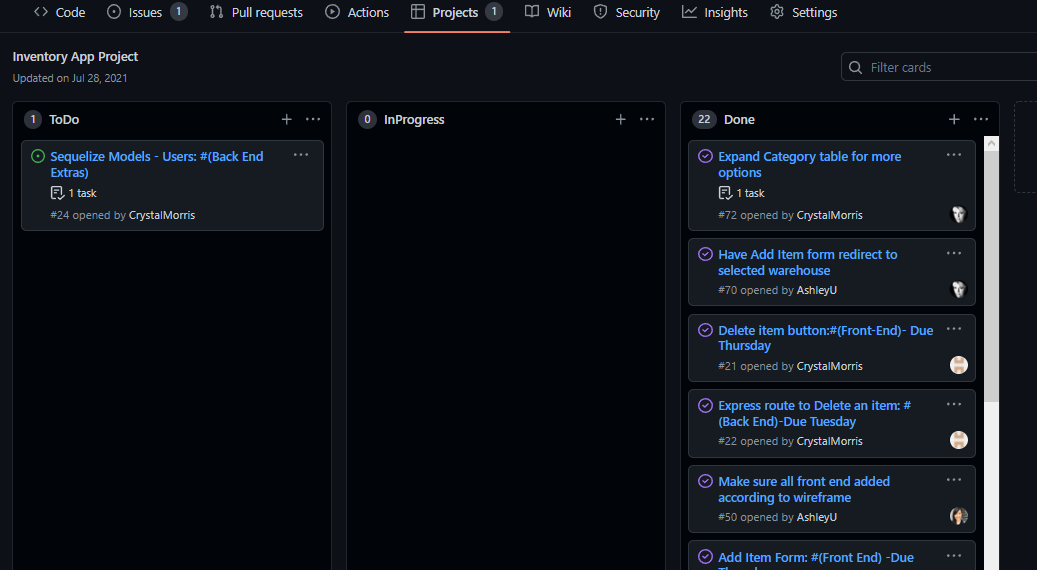 Code
Issues 1
Pull requests
Actions
Projects 1
Wiki
Security
Insights
Settings
Inventory App Project
Updated on Jul 28, 2021
Filter cards
1 ToDo
Sequelize Models - Users: #(Back End
Extras)
1 task
#24 opened by CrystalMorris
0 InProgress
22 Done
Expand Category table for more
options
1 task
#72 opened by CrystalMorris
Have Add Item form redirect to
selected warehouse
#70 opened by AshleyU
Delete item button:#(Front-End)- Due
Thursday
#21 opened by CrystalMorris
Express route to Delete an item: #
(Back End)-Due Tuesday
#22 opened by CrystalMorris
Make sure all front end added
according to wireframe
#50 opened by AshleyU
Add Item Form: #(Front End) -Due